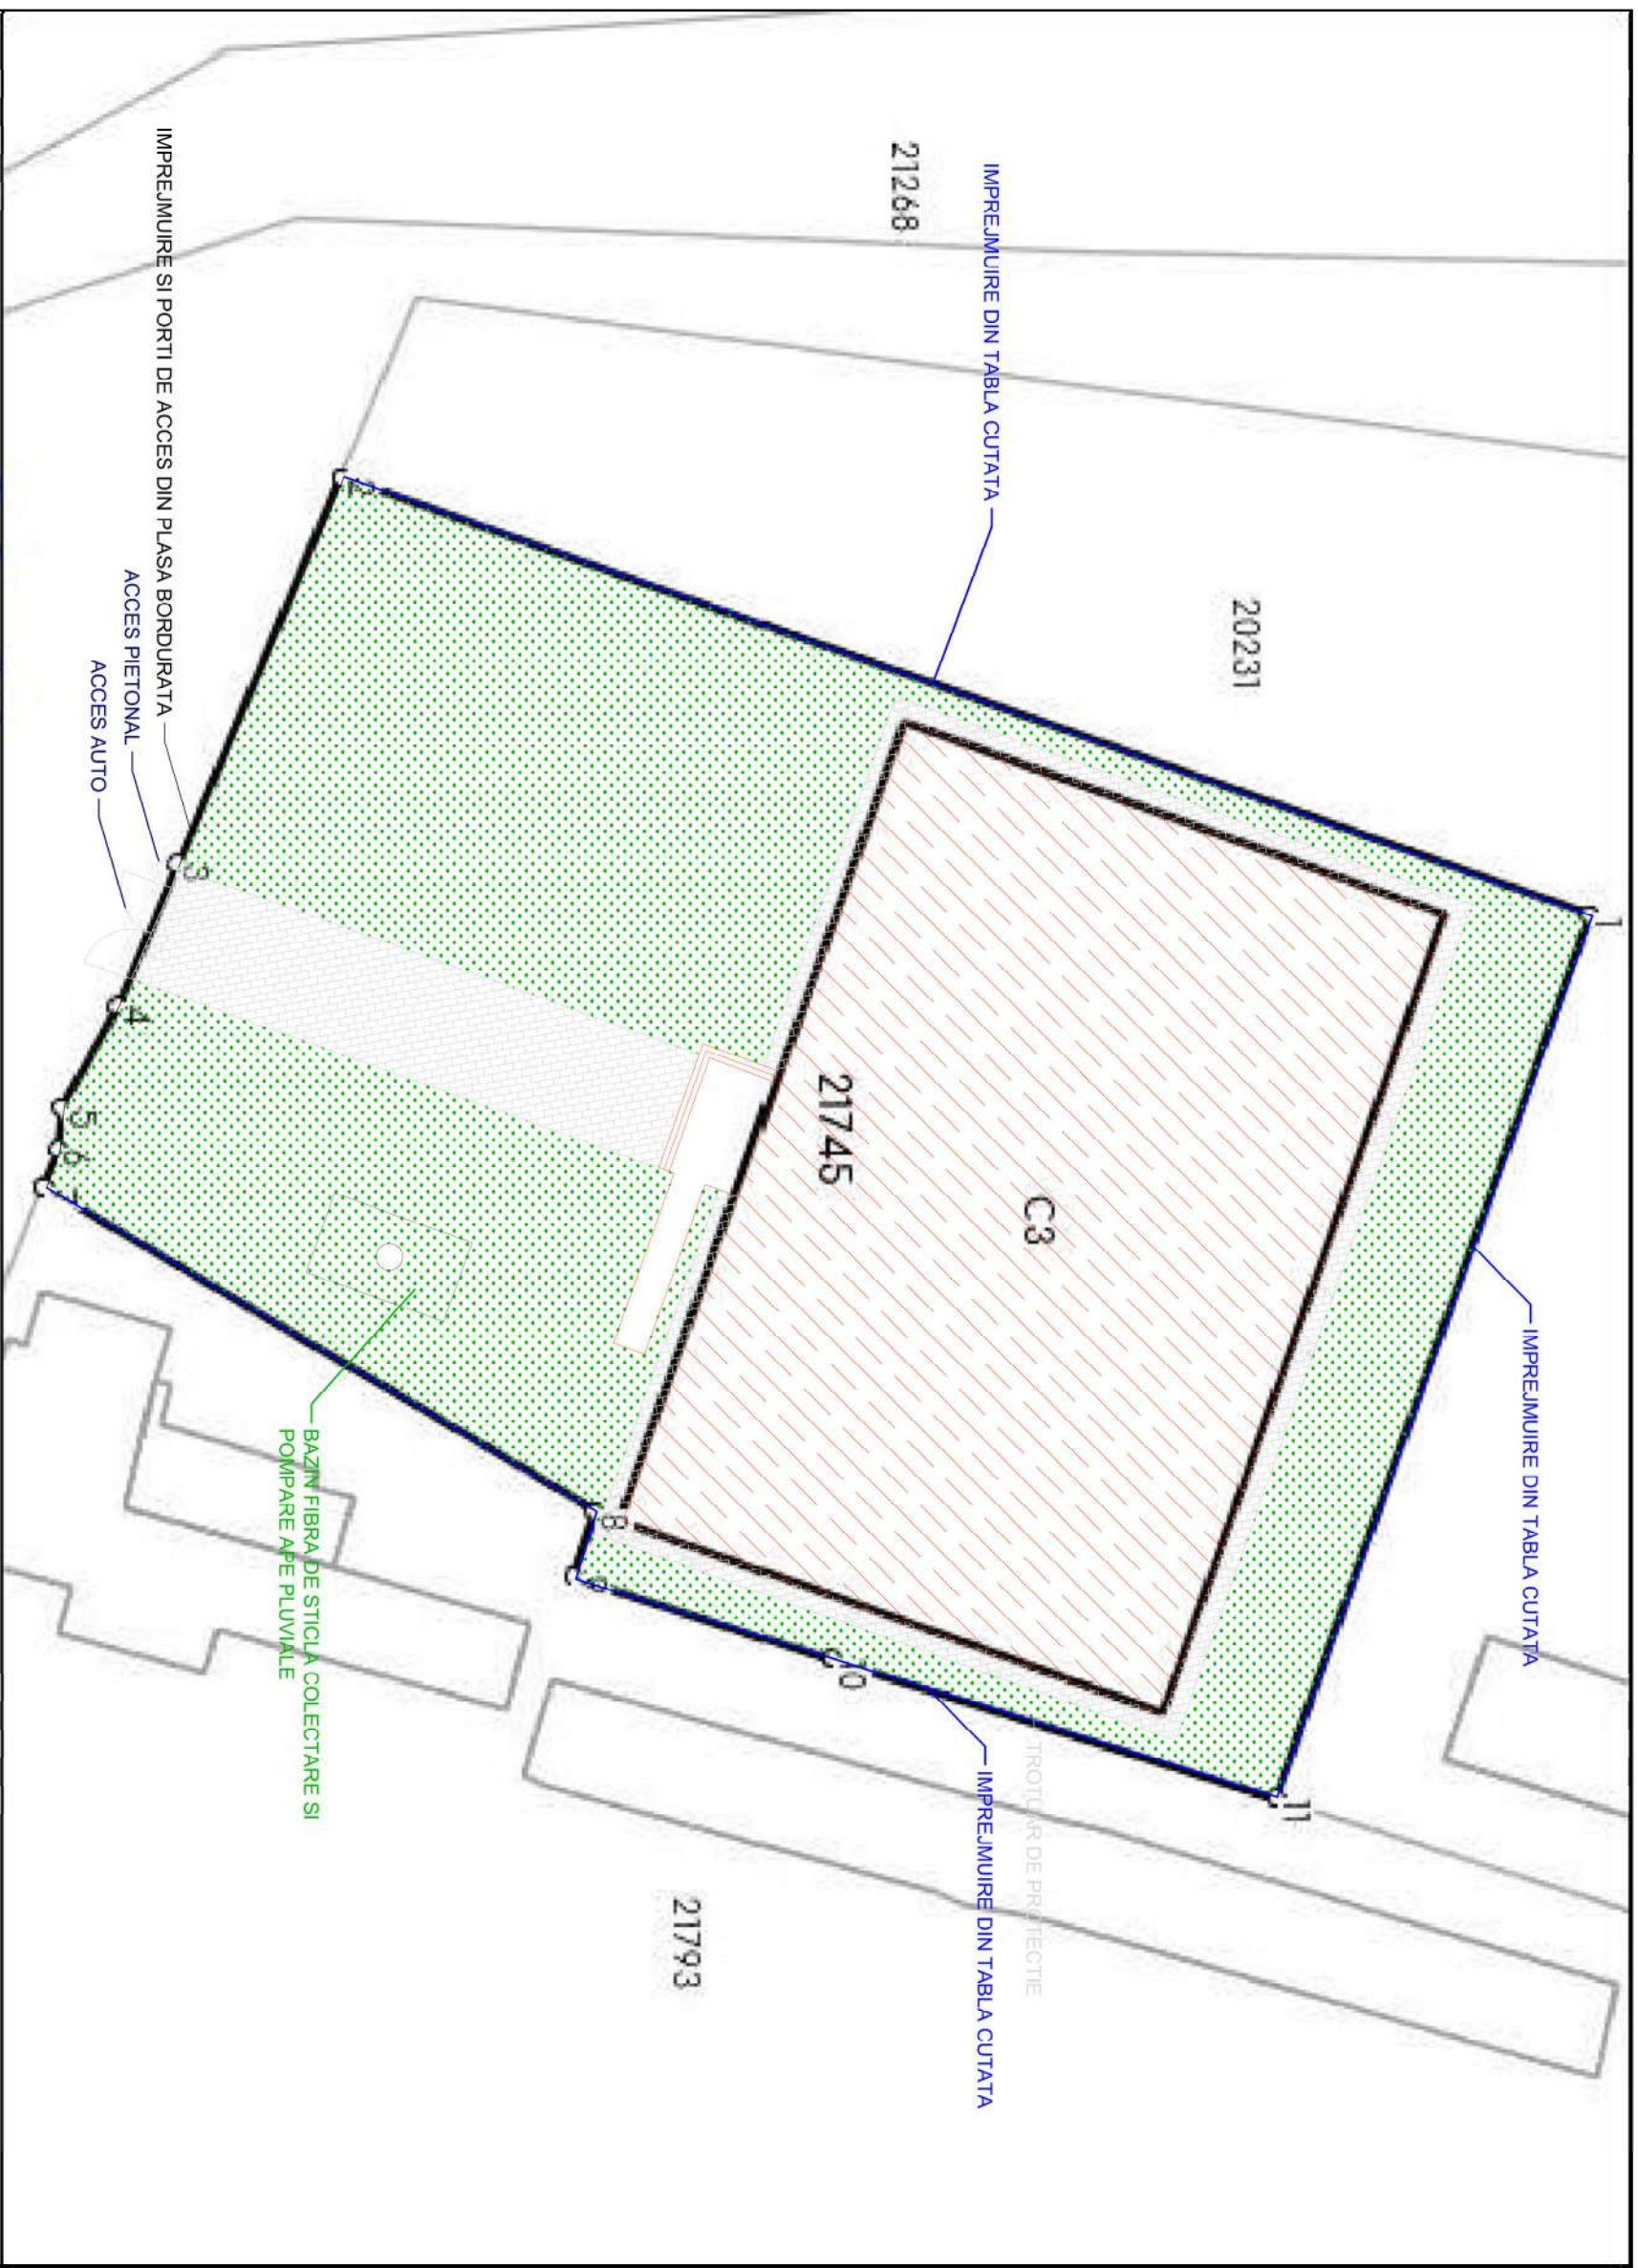 1
IMPREJMUIRE DIN TABLA CUTATA
20231
11
IMPREJMUIRE DIN TABLA CUTATA
21268
C3
TROTUAR DE PROTECTIE
IMPREJMUIRE DIN TABLA CUTATA
21745
10
21793
8
9
2
BAZIN FIBRA DE STICLA COLECTARE SI
POMPARE APE PLUVIALE
3
IMPREJMUIRE SI PORTI DE ACCES DIN PLASA BORDURATA
ACCES PIETONAL
ACCES AUTO
4
5
6